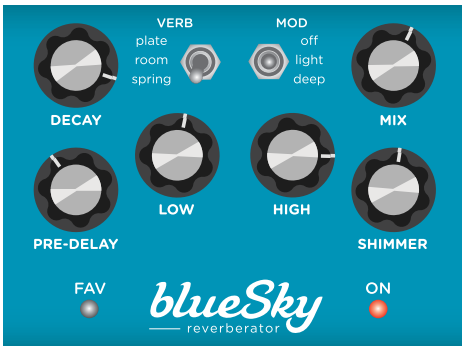 VERB
plate
room
spring
MOD
off
light
deep
DECAY
MIX
LOW
HIGH
PRE-DELAY
SHIMMER
FAV
blueSky
reverberator
ON